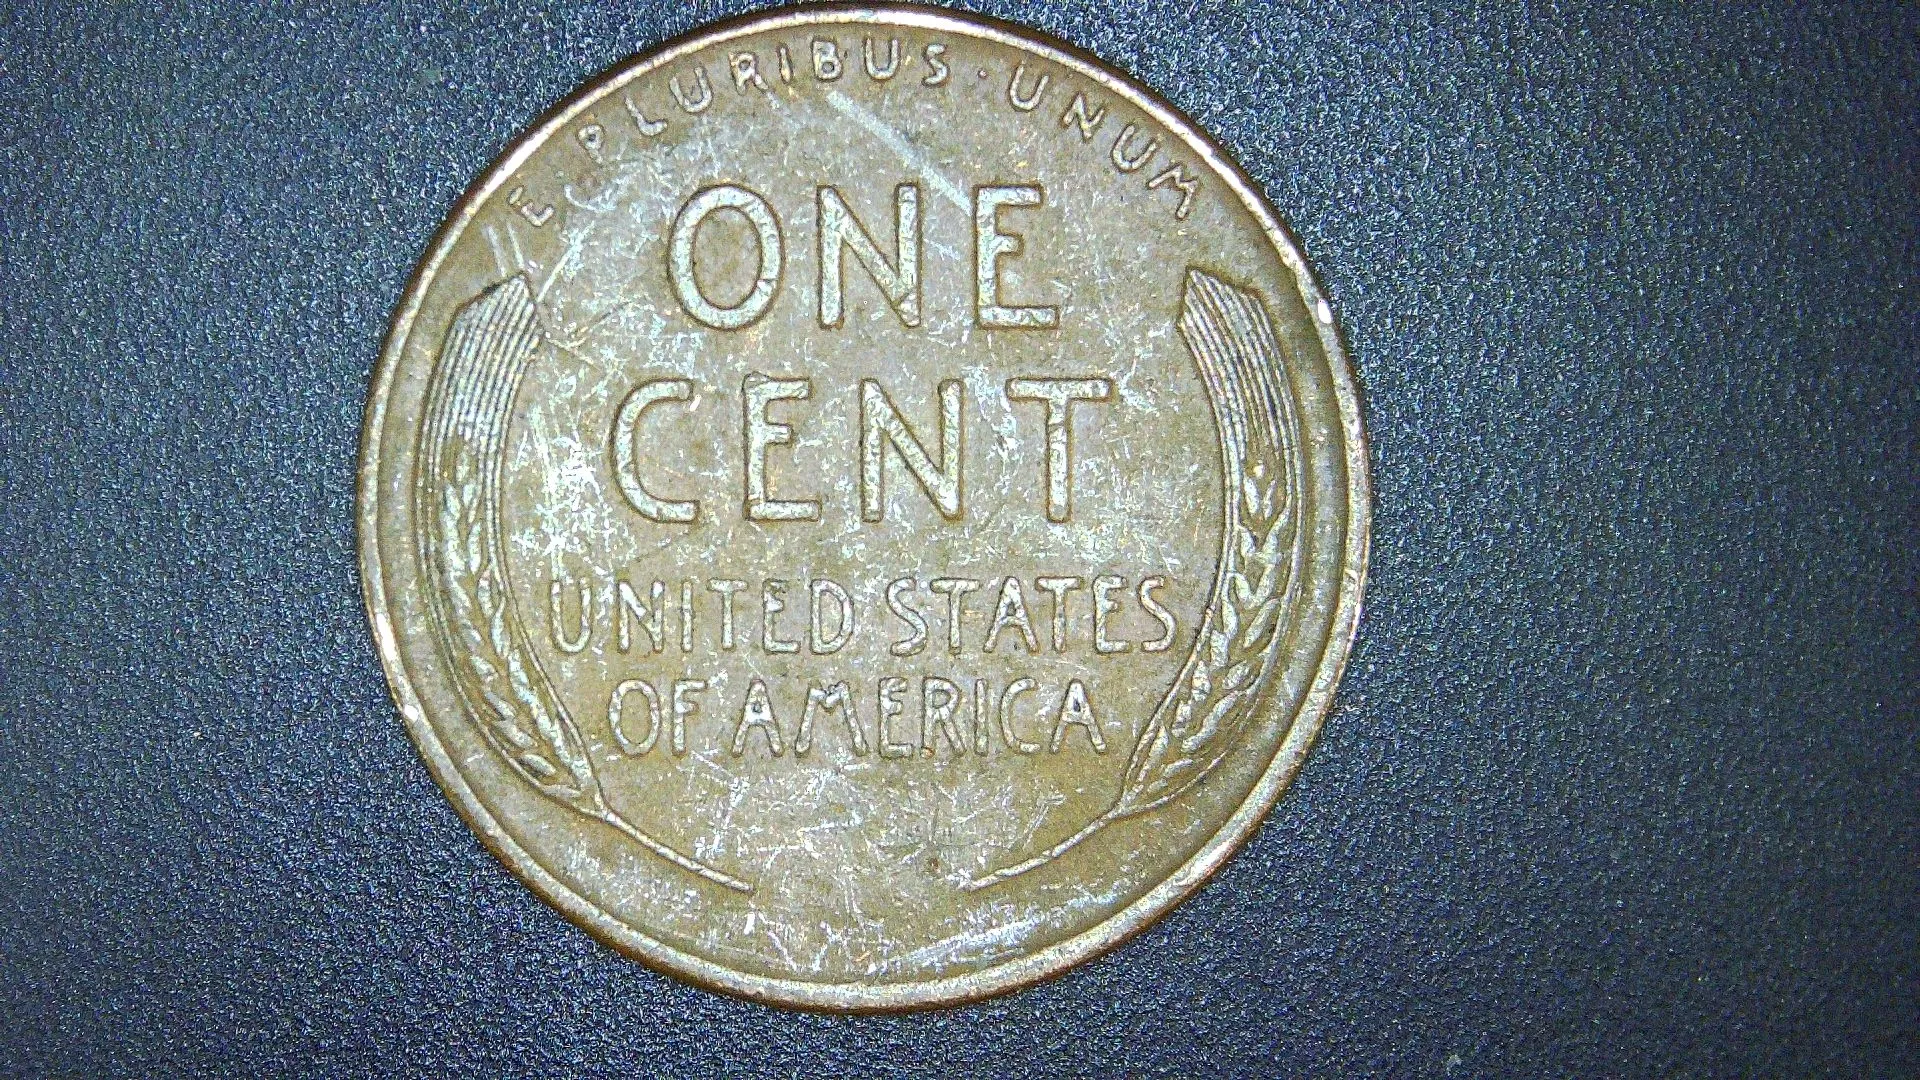 E PLURIBUS · UNUM
ONE
CENT
UNITED STATES
OF AMERICA